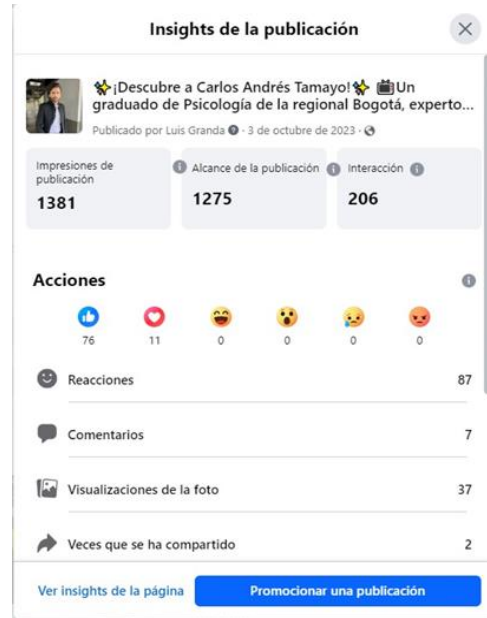 Insights de la publicación
✨¡Descubre a Carlos Andrés Tamayo!✨ 📺Un
graduado de Psicología de la regional Bogotá, experto...
Publicado por Luis Granda · 3 de octubre de 2023 ·
Impresiones de
publicación
1381
Alcance de la publicación
1275
Interacción
206
Acciones
76
11
0
0
0
0
Reacciones 87
Comentarios 7
Visualizaciones de la foto 37
Veces que se ha compartido 2
Ver insights de la página
Promocionar una publicación